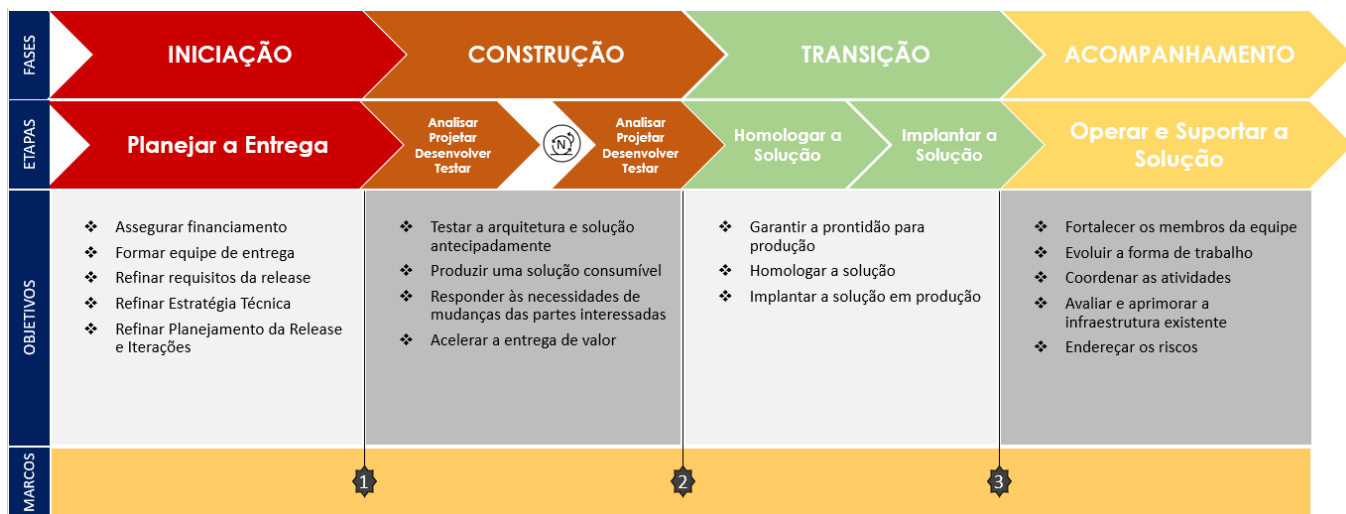 FASES
INICIAÇÃO
CONSTRUÇÃO
TRANSIÇÃO
ACOMPANHAMENTO
ETAPAS
Planejar a Entrega
Analisar
Projetar
Desenvolver
Testar
N
Analisar
Projetar
Desenvolver
Testar
Homologar a
Solução
Implantar a
Solução
Operar e Suportar a
Solução
OBJETIVOS
❖ Assegurar financiamento
❖ Formar equipe de entrega
❖ Refinar requisitos da release
❖ Refinar Estratégia Técnica
❖ Refinar Planejamento da Release
e Iterações
❖ Testar a arquitetura e solução
antecipadamente
❖ Produzir uma solução consumível
❖ Responder às necessidades de
mudanças das partes interessadas
❖ Acelerar a entrega de valor
❖ Garantir a prontidão para
produção
❖ Homologar a solução
❖ Implantar a solução em produção
❖ Fortalecer os membros da equipe
❖ Evoluir a forma de trabalho
❖ Coordenar as atividades
❖ Avaliar e aprimorar a
infraestrutura existente
❖ Endereçar os riscos
MARCOS
1
2
3